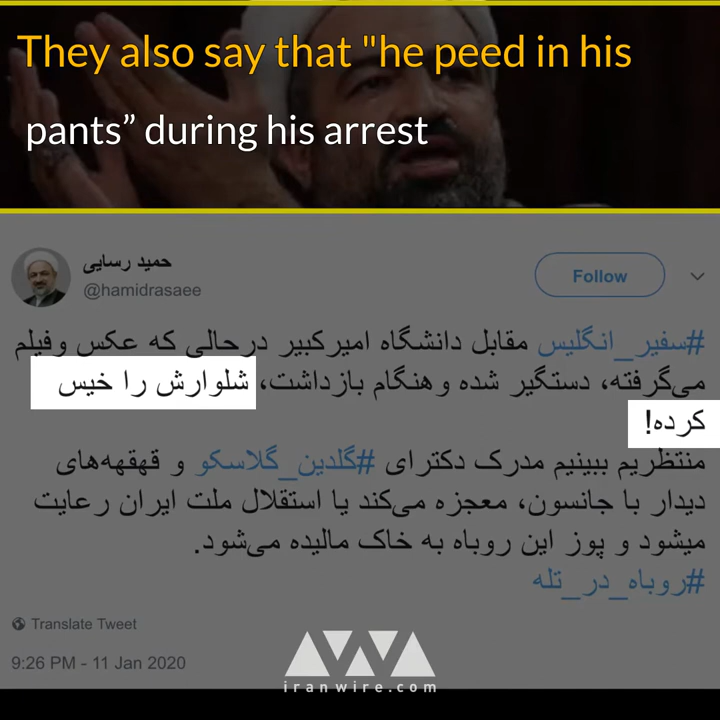 They also say that "he peed in his
pants” during his arrest
حمید رسایی
@hamidrasaee
Follow
#سفیر_انگلیس مقابل دانشگاه امیرکبیر درحالی که عکس وفیلم
می‌گرفته، دستگیر شده وهنگام بازداشت، شلوارش را خیس
کرده!
منتظریم ببینیم مدرک دکترای #گلدین_گلاسکو و قهقهه‌های
دیدار با جانسون، معجزه می‌کند یا استقلال ملت ایران رعایت
میشود و پوز این روباه به خاک مالیده می‌شود.
#روباه_در_تله
Translate Tweet
9:26 PM - 11 Jan 2020
iranwire.com